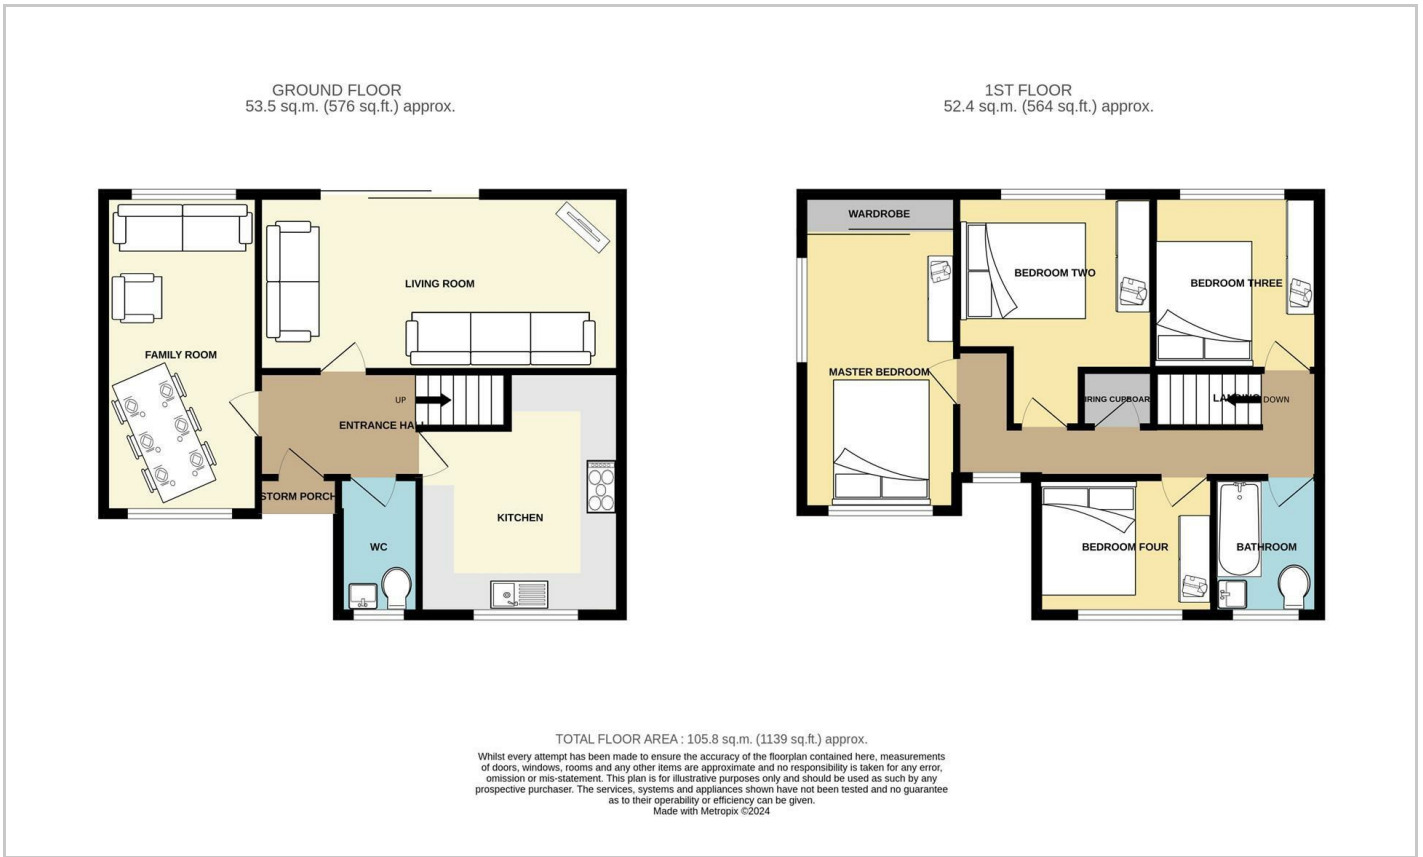 GROUND FLOOR
53.5 sq.m. (576 sq.ft.) approx.
LIVING ROOM
FAMILY ROOM
UP
ENTRANCE HALL
STORM PORCH
KITCHEN
WC
1ST FLOOR
52.4 sq.m. (564 sq.ft.) approx.
WARDROBE
BEDROOM TWO
BEDROOM THREE
MASTER BEDROOM
IRING CUPBOAR
LANDING
DOWN
BEDROOM FOUR
BATHROOM
TOTAL FLOOR AREA : 105.8 sq.m. (1139 sq.ft.) approx.
Whilst every attempt has been made to ensure the accuracy of the floorplan contained here, measurements
of doors, windows, rooms and any other items are approximate and no responsibility is taken for any error,
omission or mis-statement. This plan is for illustrative purposes only and should be used as such by any
prospective purchaser. The services, systems and appliances shown have not been tested and no guarantee
as to their operability or efficiency can be given.
Made with Metropix ©2024